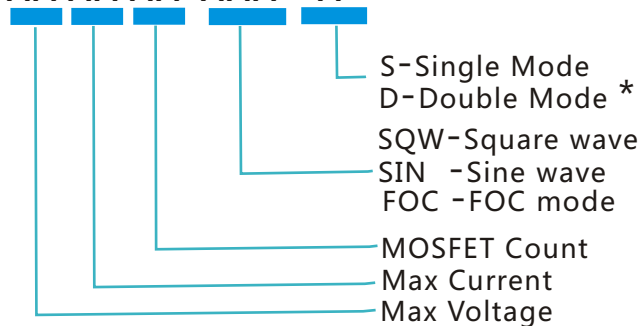 S-Single Mode
D-Double Mode *
SQW-Square wave
SIN -Sine wave
FOC -FOC mode
MOSFET Count
Max Current
Max Voltage